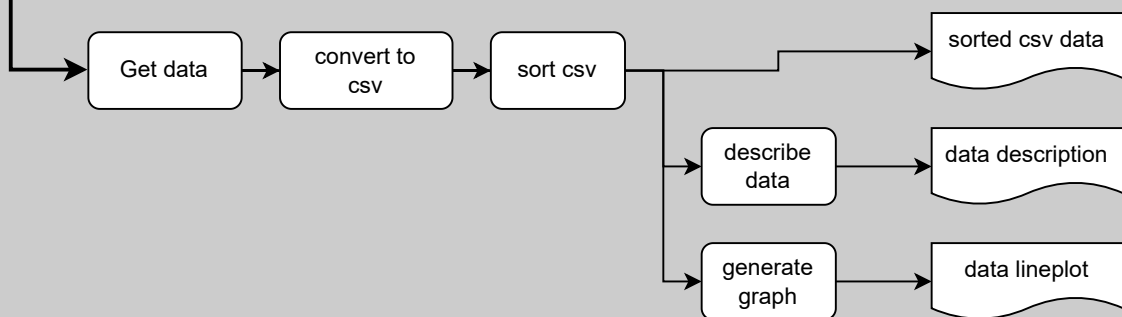 Get data
convert to
csv
sort csv
sorted csv data
describe
data
data description
generate
graph
data lineplot